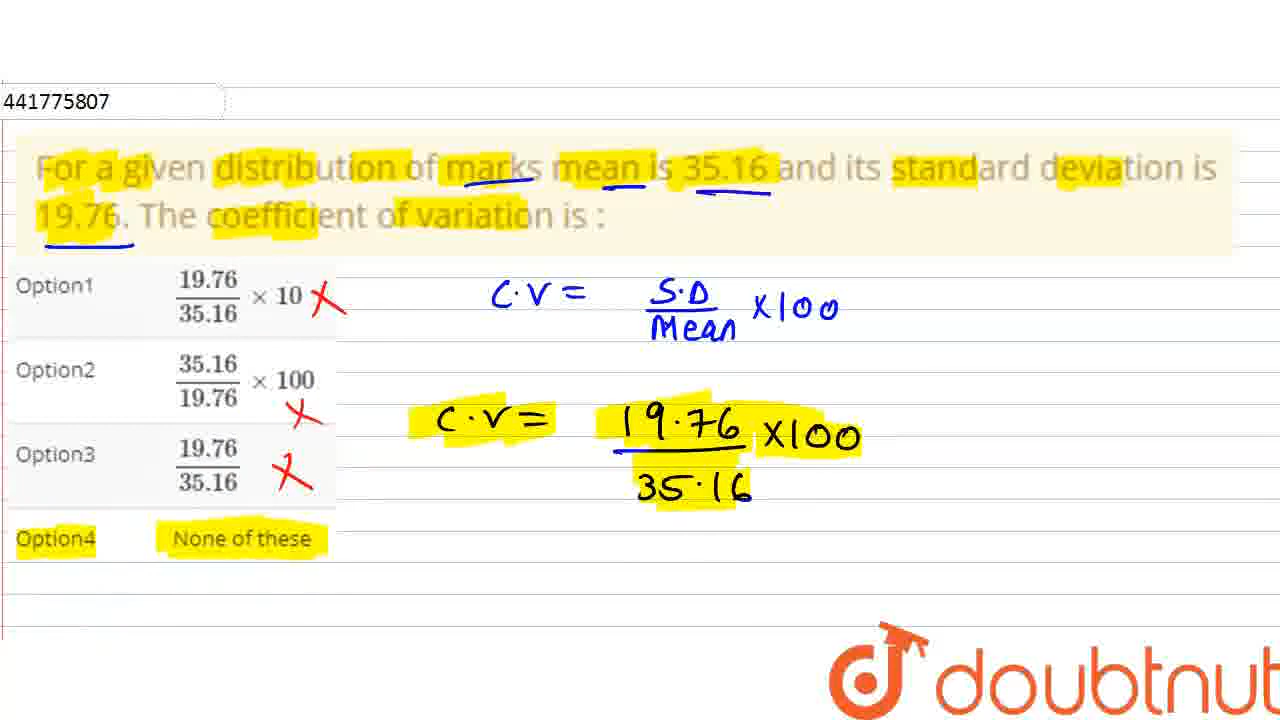 441775807
For a given distribution of marks mean is 35.16 and its standard deviation is
19.76. The coefficient of variation is :
Option1 19.76/35.16 × 10 X
C.V = S.D/Mean ×100
Option2 35.16/19.76 × 100 X
C.V = 19.76/35.16 ×100
Option3 19.76/35.16 X
Option4 None of these
doubtnut